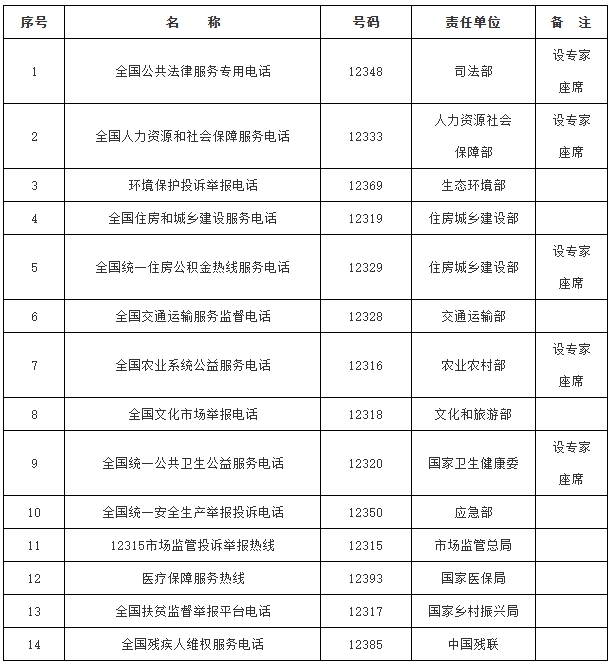 序号 名 称 号码 责任单位 备 注
1 全国公共法律服务专用电话 12348 司法部 设专家
座席
2 全国人力资源和社会保障服务电话 12333 人力资源社会
保障部 设专家
座席
3 环境保护投诉举报电话 12369 生态环境部
4 全国住房和城乡建设服务电话 12319 住房城乡建设部
5 全国统一住房公积金热线服务电话 12329 住房城乡建设部 设专家
座席
6 全国交通运输服务监督电话 12328 交通运输部
7 全国农业系统公益服务电话 12316 农业农村部 设专家
座席
8 全国文化市场举报电话 12318 文化和旅游部
9 全国统一公共卫生公益服务电话 12320 国家卫生健康委 设专家
座席
10 全国统一安全生产举报投诉电话 12350 应急部
11 12315市场监管投诉举报热线 12315 市场监管总局
12 医疗保障服务热线 12393 国家医保局
13 全国扶贫监督举报平台电话 12317 国家乡村振兴局
14 全国残疾人维权服务电话 12385 中国残联